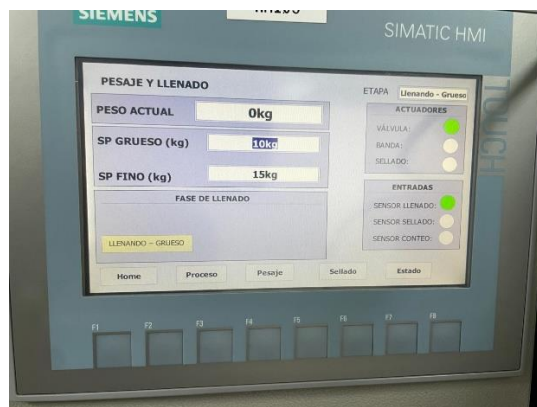 SIEMENS
SIMATIC HMI
TOUCH
PESAJE Y LLENADO
ETAPA Llenando - Grueso
PESO ACTUAL 0kg
SP GRUESO (kg) 10kg
SP FINO (kg) 15kg
FASE DE LLENADO
LLENANDO - GRUESO
ACTUADORES
VÁLVULA:
BANDA:
SELLADO:
ENTRADAS
SENSOR LLENADO:
SENSOR SELLADO:
SENSOR CONTEO:
Home Proceso Pesaje Sellado Estado
F1 F2 F3 F4 F5 F6 F7 F8